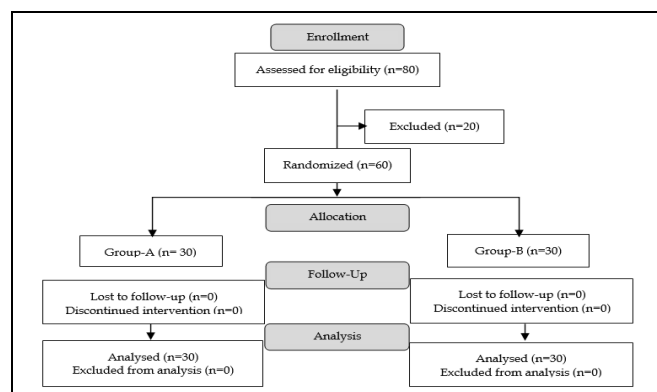 Enrollment
Assessed for eligibility (n=80)
Excluded (n=20)
Randomized (n=60)
Allocation
Group-A (n= 30)
Group-B (n=30)
Follow-Up
Lost to follow-up (n=0)
Discontinued intervention (n=0)
Lost to follow-up (n=0)
Discontinued intervention (n=0)
Analysis
Analysed (n=30)
Excluded from analysis (n=0)
Analysed (n=30)
Excluded from analysis (n=0)